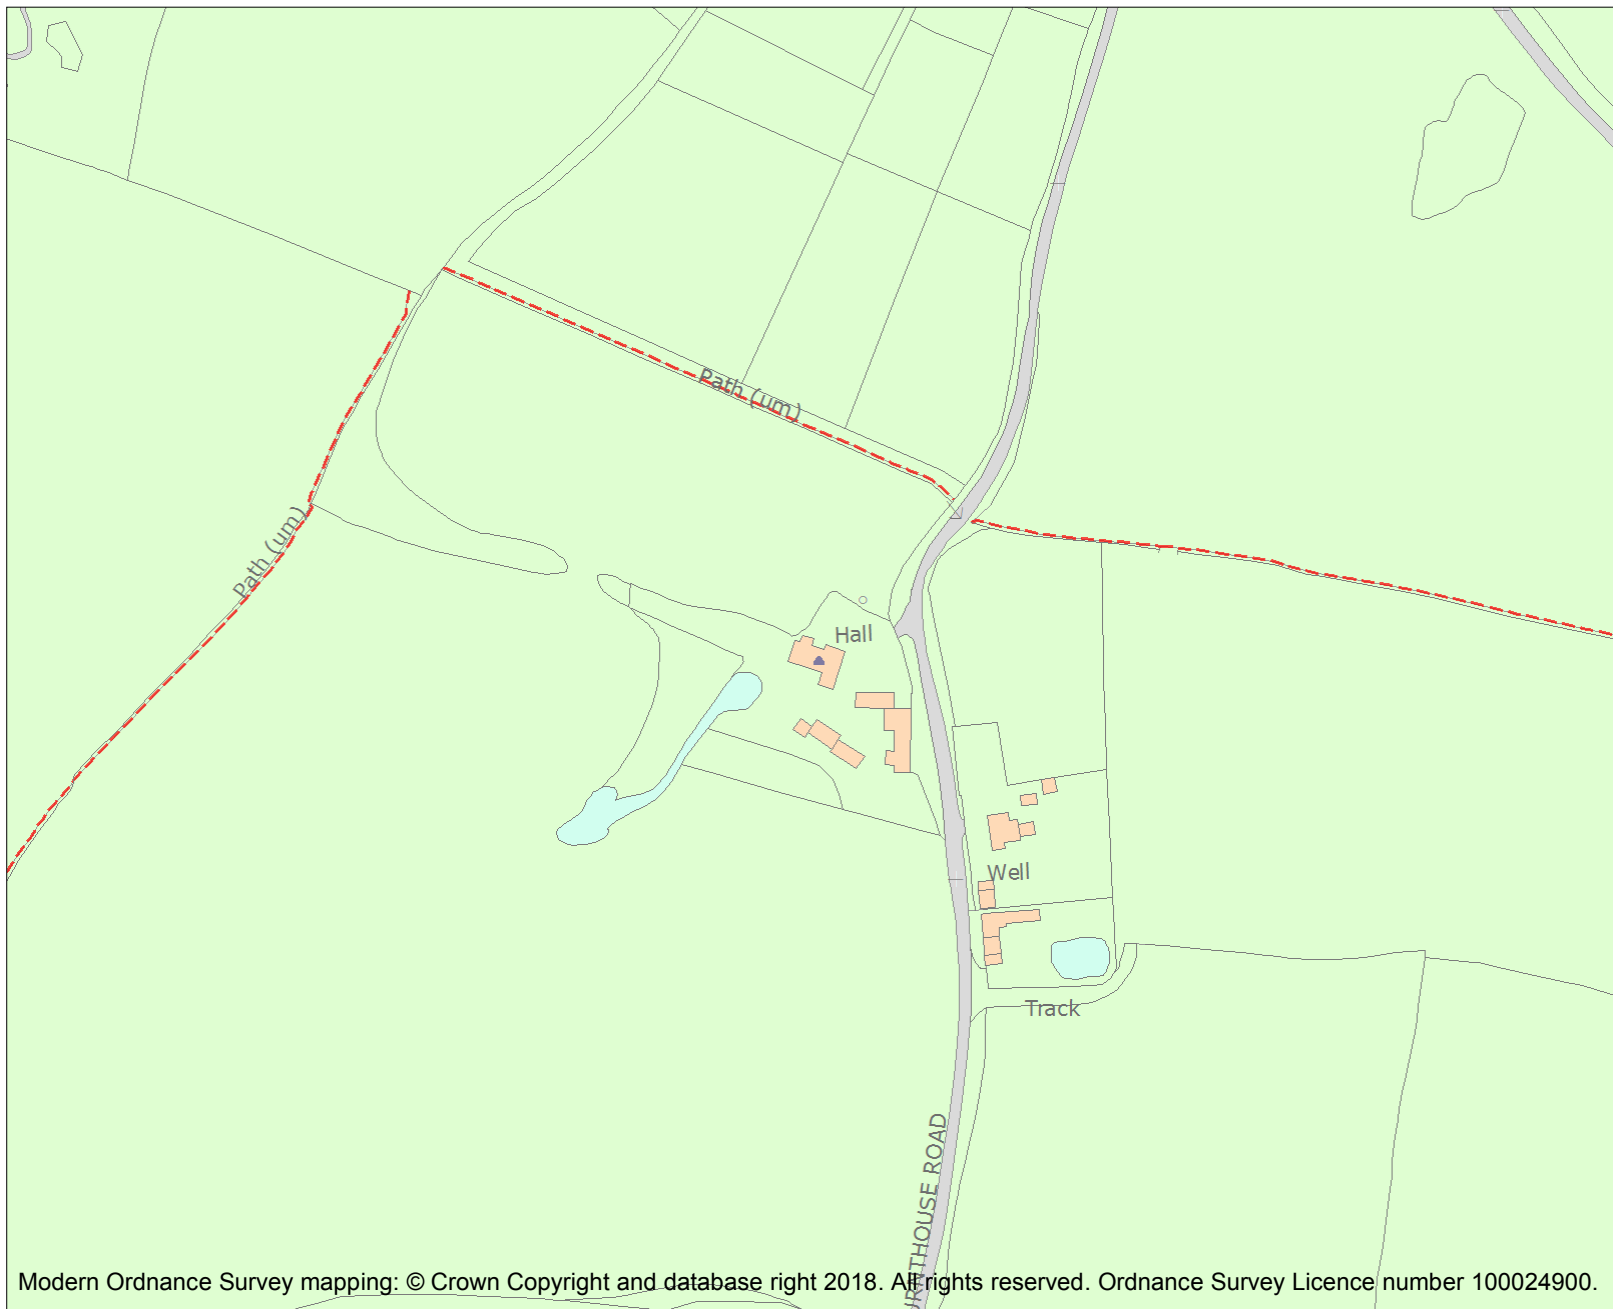 Path (um)
Path (um)
Hall
Well
Track
URNTHOUSE ROAD
Modern Ordnance Survey mapping: © Crown Copyright and database right 2018. All rights reserved. Ordnance Survey Licence number 100024900.